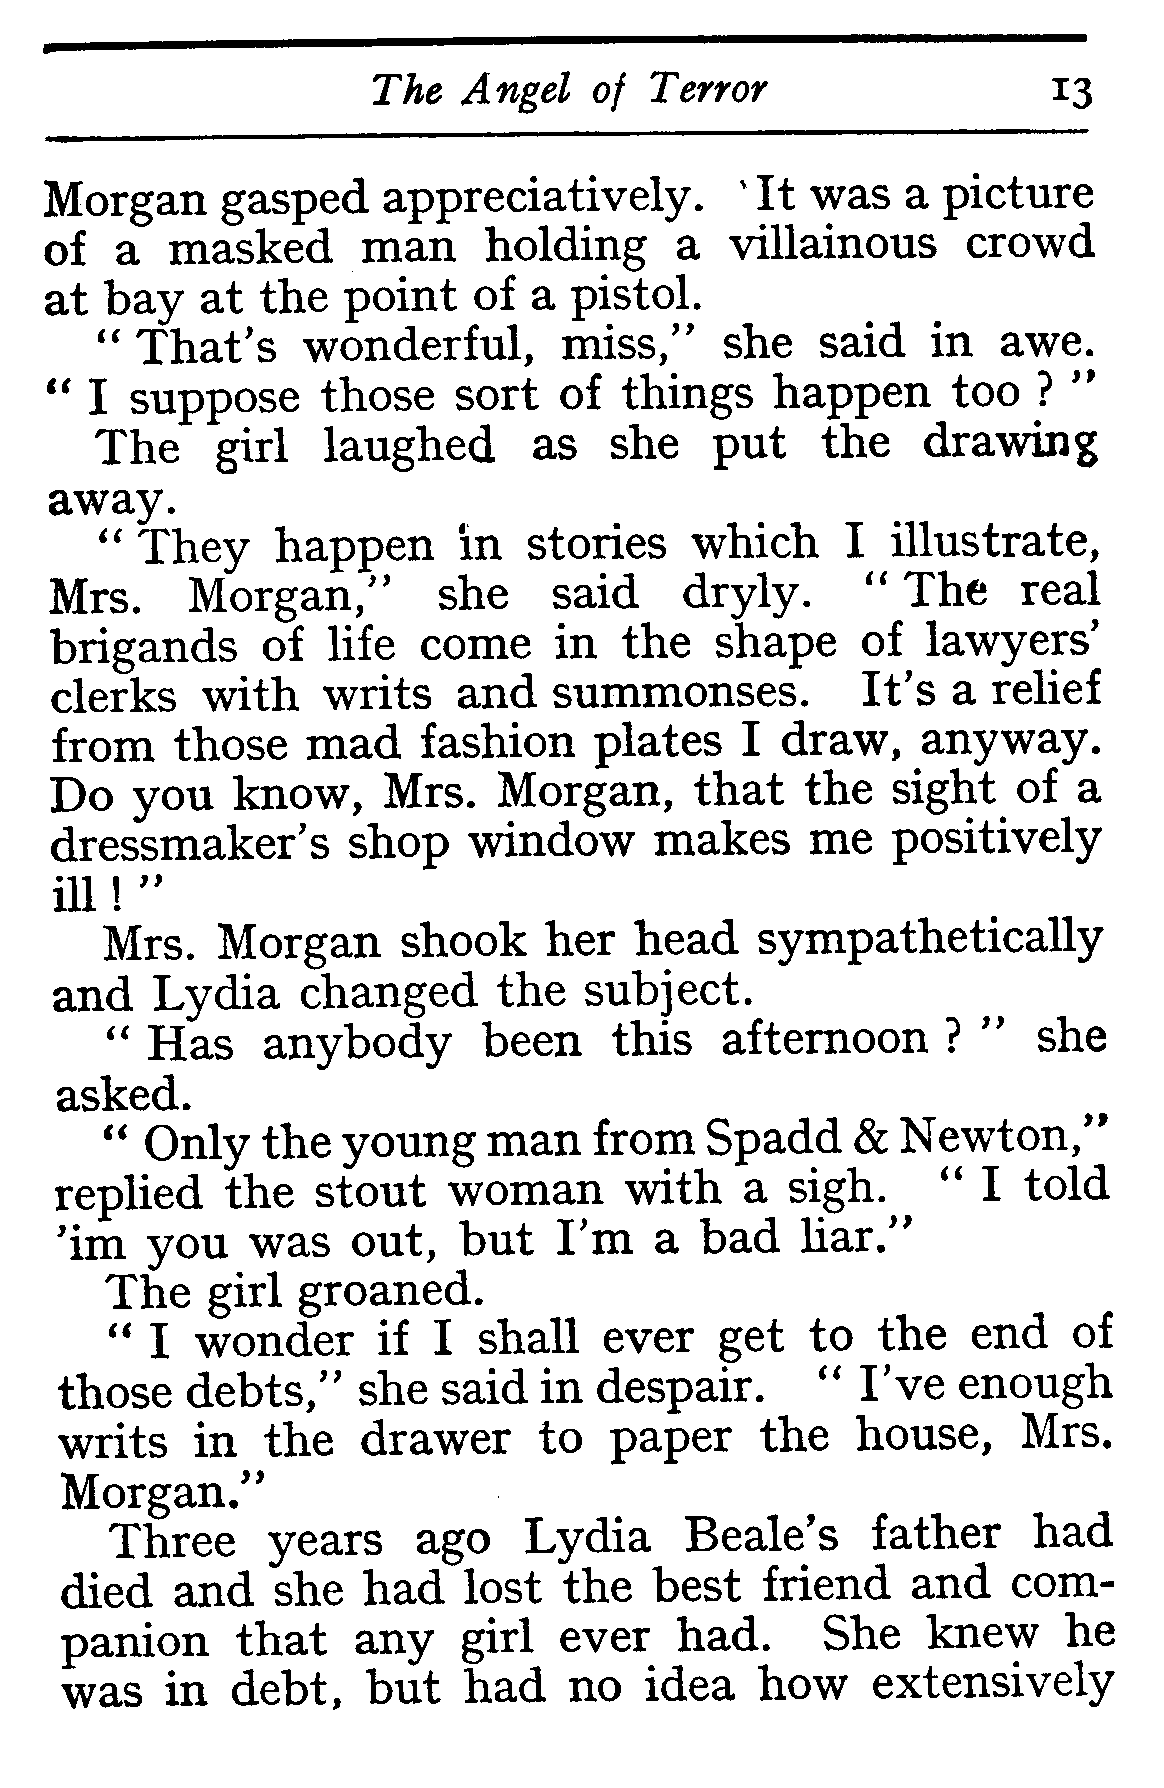 The Angel of Terror 13
Morgan gasped appreciatively. It was a picture
of a masked man holding a villainous crowd
at bay at the point of a pistol.
“ That’s wonderful, miss,” she said in awe.
“ I suppose those sort of things happen too ? ”
The girl laughed as she put the drawing
away.
“ They happen in stories which I illustrate,
Mrs. Morgan,” she said dryly. “ The real
brigands of life come in the shape of lawyers’
clerks with writs and summonses. It’s a relief
from those mad fashion plates I draw, anyway.
Do you know, Mrs. Morgan, that the sight of a
dressmaker’s shop window makes me positively
ill ! ”
Mrs. Morgan shook her head sympathetically
and Lydia changed the subject.
“ Has anybody been this afternoon ? ” she
asked.
“ Only the young man from Spadd & Newton,”
replied the stout woman with a sigh. “ I told
’im you was out, but I’m a bad liar.”
The girl groaned.
“ I wonder if I shall ever get to the end of
those debts,” she said in despair. “ I’ve enough
writs in the drawer to paper the house, Mrs.
Morgan.”
Three years ago Lydia Beale’s father had
died and she had lost the best friend and com-
panion that any girl ever had. She knew he
was in debt, but had no idea how extensively